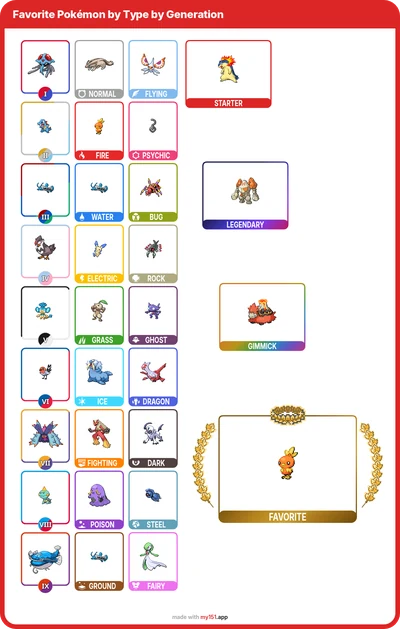 Favorite Pokémon by Type by Generation
I
NORMAL
FLYING
STARTER
II
FIRE
PSYCHIC
III
WATER
BUG
LEGENDARY
IV
ELECTRIC
ROCK
GRASS
GHOST
GIMMICK
VI
ICE
DRAGON
VII
FIGHTING
DARK
FAVORITE
VIII
POISON
STEEL
IX
GROUND
FAIRY
made with my151.app